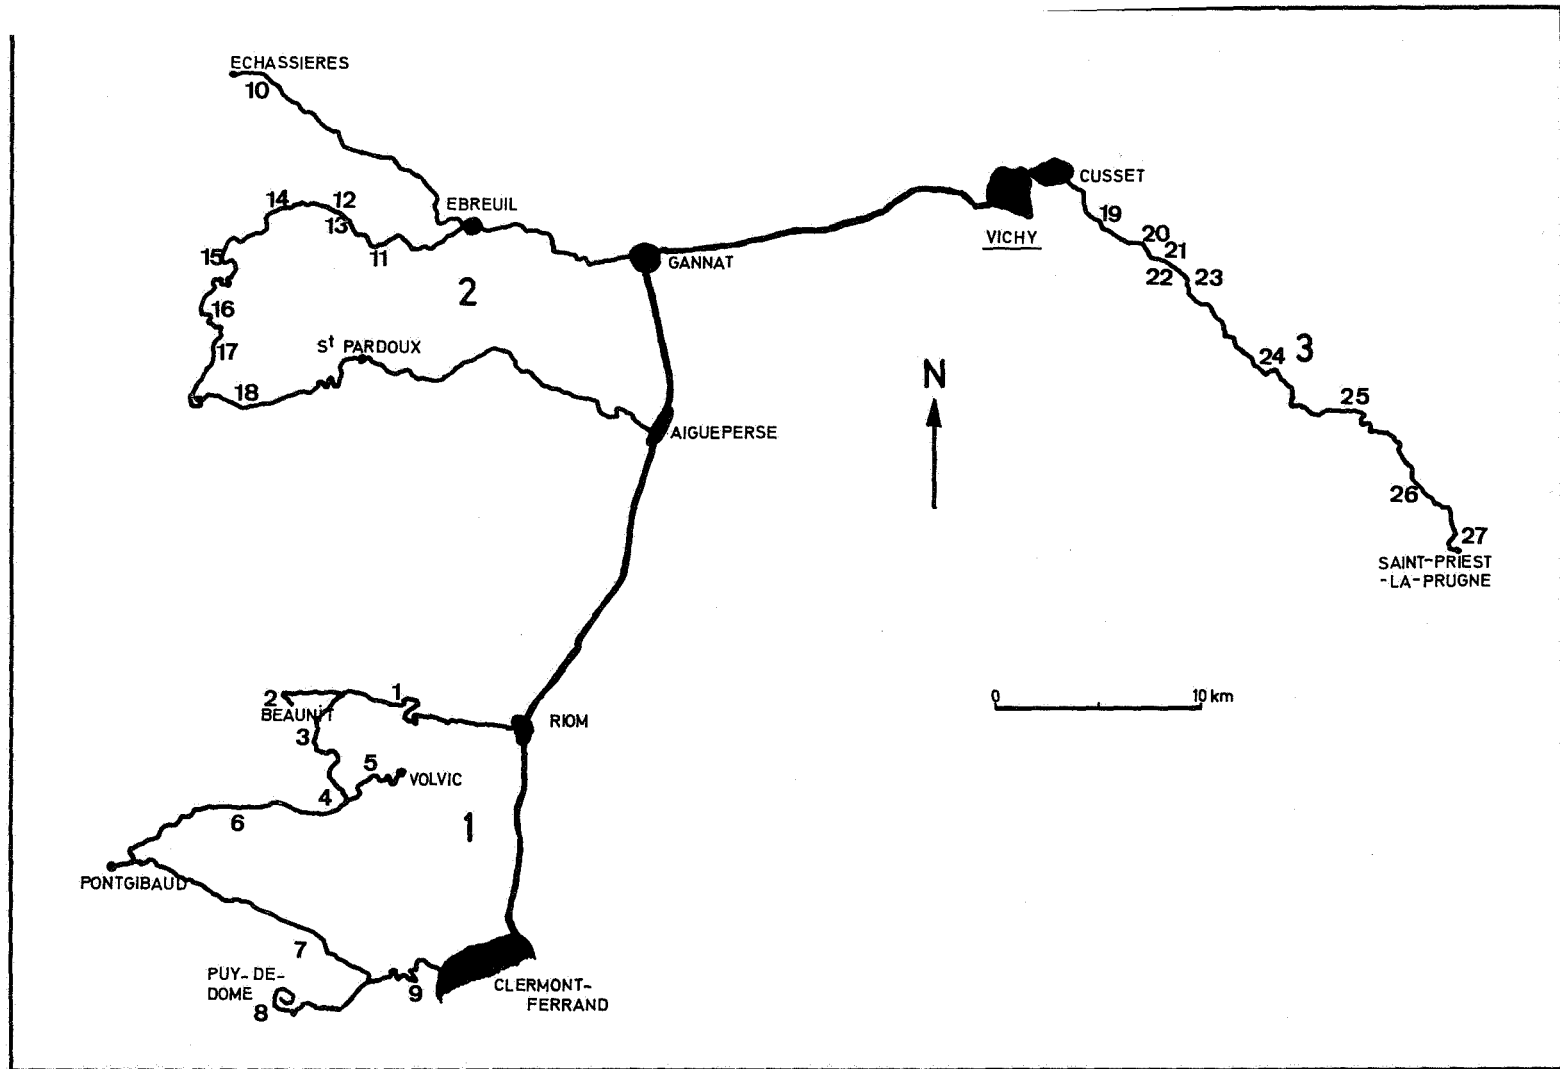 ECHASSIERES
10
CUSSET
14
12
EBREUIL
13
19
11
20
VICHY
21
15
GANNAT
22
23
2
16
St PARDOUX
17
24
3
18
N
25
AIGUEPERSE
26
27
SAINT-PRIEST
-LA-PRUGNE
2
1
0
10 km
BEAUNIT
RIOM
3
5
VOLVIC
4
6
1
PONTGIBAUD
7
PUY-DE-
DOME
9
CLERMONT-
FERRAND
8